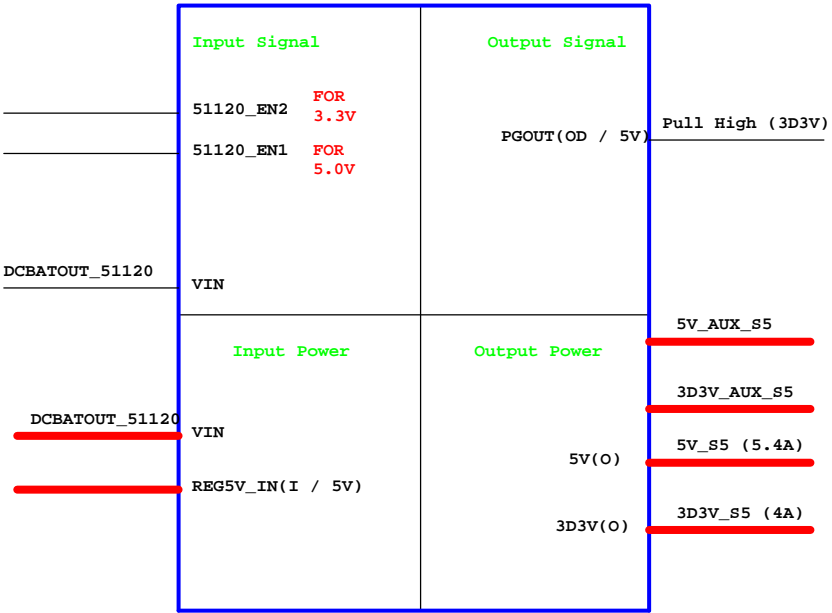 Input Signal
Output Signal
51120_EN2
FOR
3.3V
PGOUT(OD / 5V)
Pull High (3D3V)
51120_EN1
FOR
5.0V
DCBATOUT_51120
VIN
Input Power
Output Power
5V_AUX_S5
3D3V_AUX_S5
DCBATOUT_51120
VIN
5V(O)
5V_S5 (5.4A)
REG5V_IN(I / 5V)
3D3V(O)
3D3V_S5 (4A)